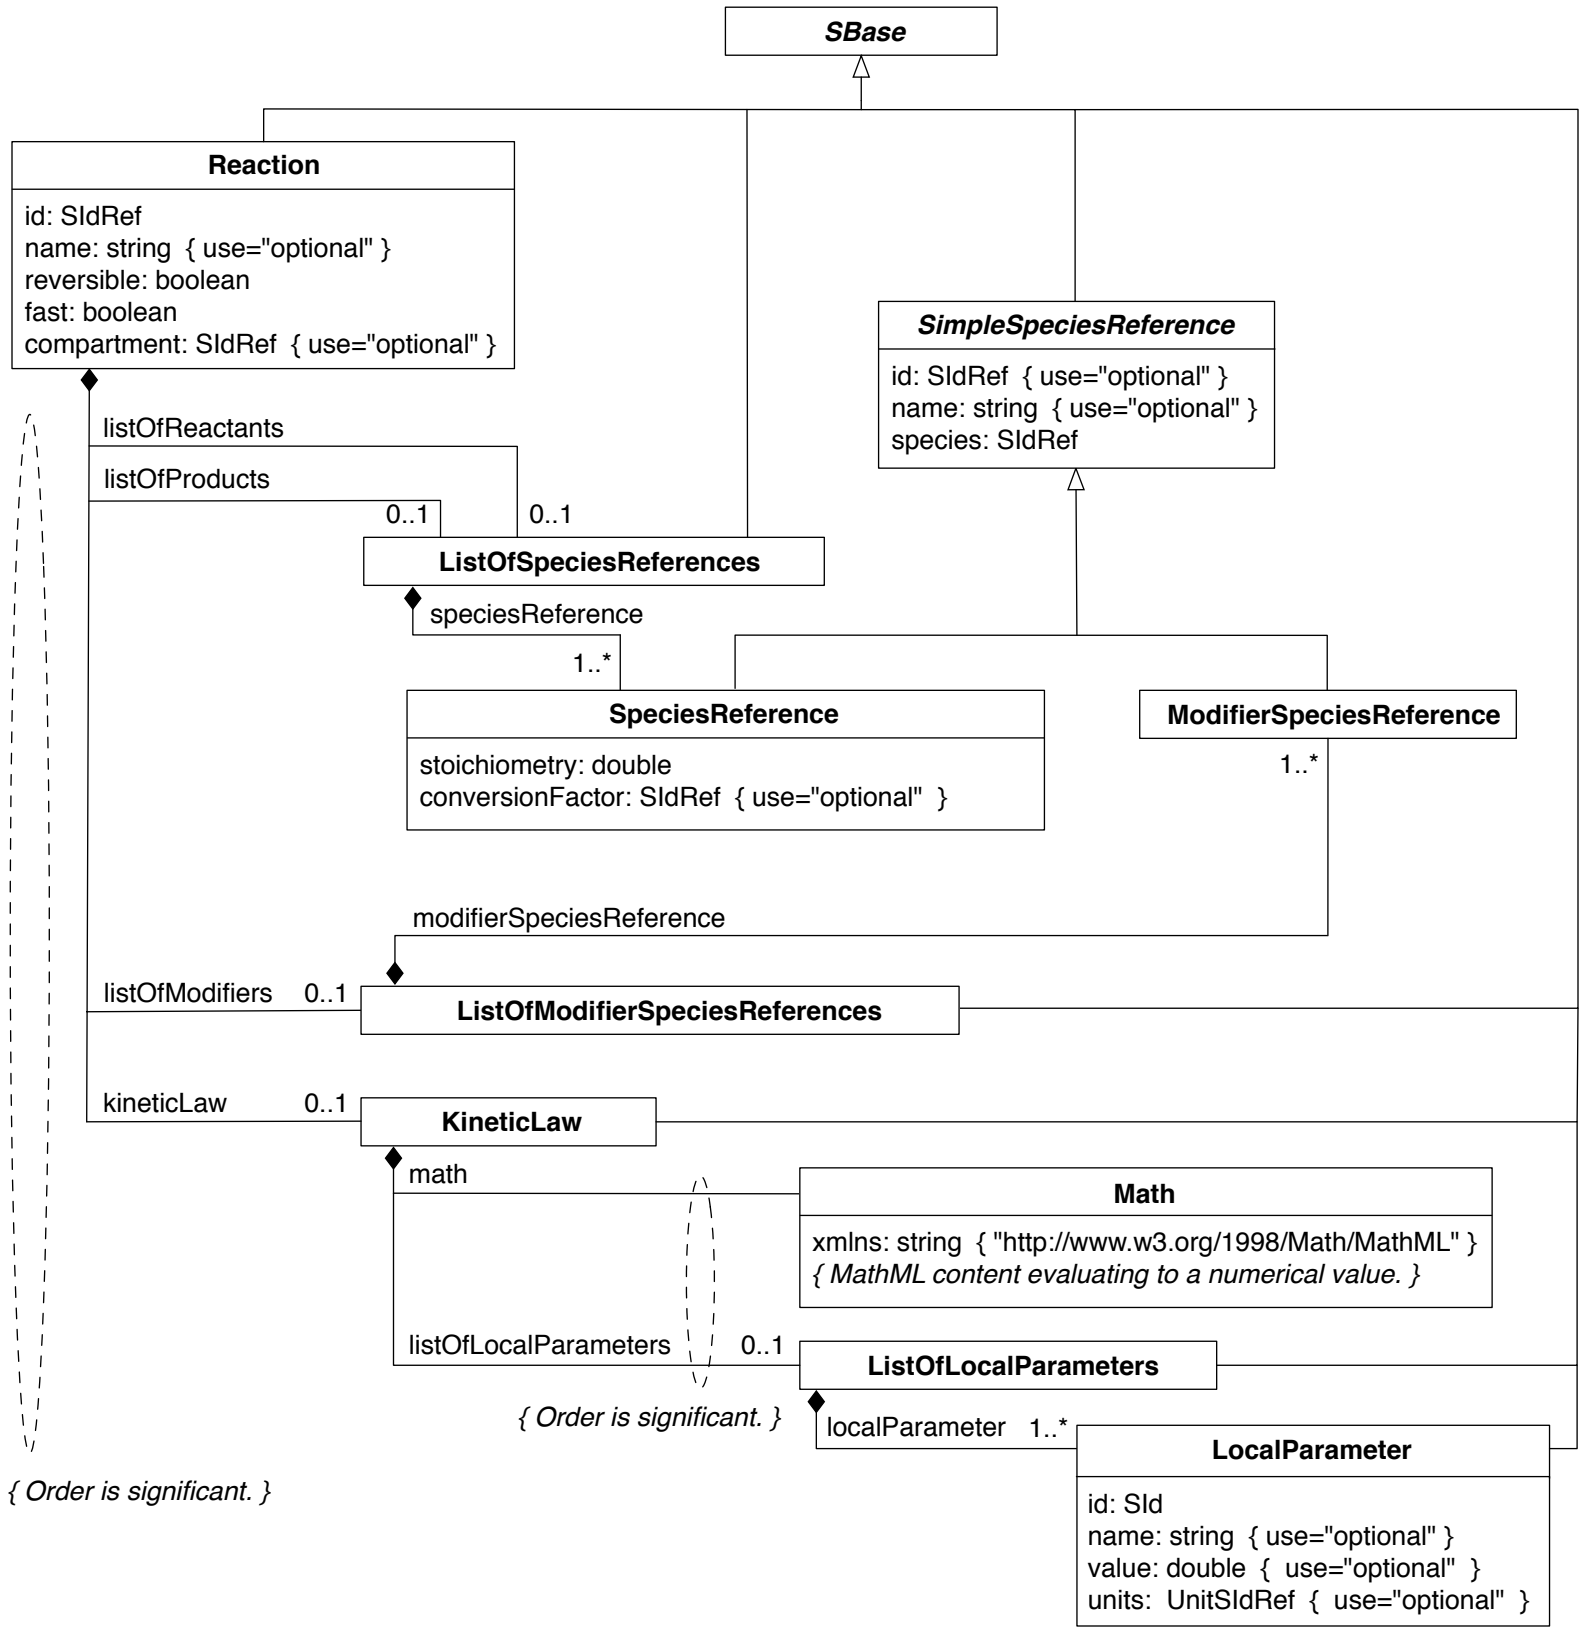 SBase
Reaction
id: SIdRef
name: string { use="optional" }
reversible: boolean
fast: boolean
compartment: SIdRef { use="optional" }
SimpleSpeciesReference
id: SIdRef { use="optional" }
name: string { use="optional" }
species: SIdRef
listOfReactants
listOfProducts
0..1
0..1
ListOfSpeciesReferences
speciesReference
1..*
SpeciesReference
stoichiometry: double
conversionFactor: SIdRef { use="optional" }
ModifierSpeciesReference
1..*
modifierSpeciesReference
listOfModifiers
0..1
ListOfModifierSpeciesReferences
kineticLaw
0..1
KineticLaw
math
Math
xmlns: string { "http://www.w3.org/1998/Math/MathML" }
{ MathML content evaluating to a numerical value. }
listOfLocalParameters
0..1
ListOfLocalParameters
{ Order is significant. }
localParameter
1..*
LocalParameter
id: SId
name: string { use="optional" }
value: double { use="optional" }
units: UnitSIdRef { use="optional" }
{ Order is significant. }